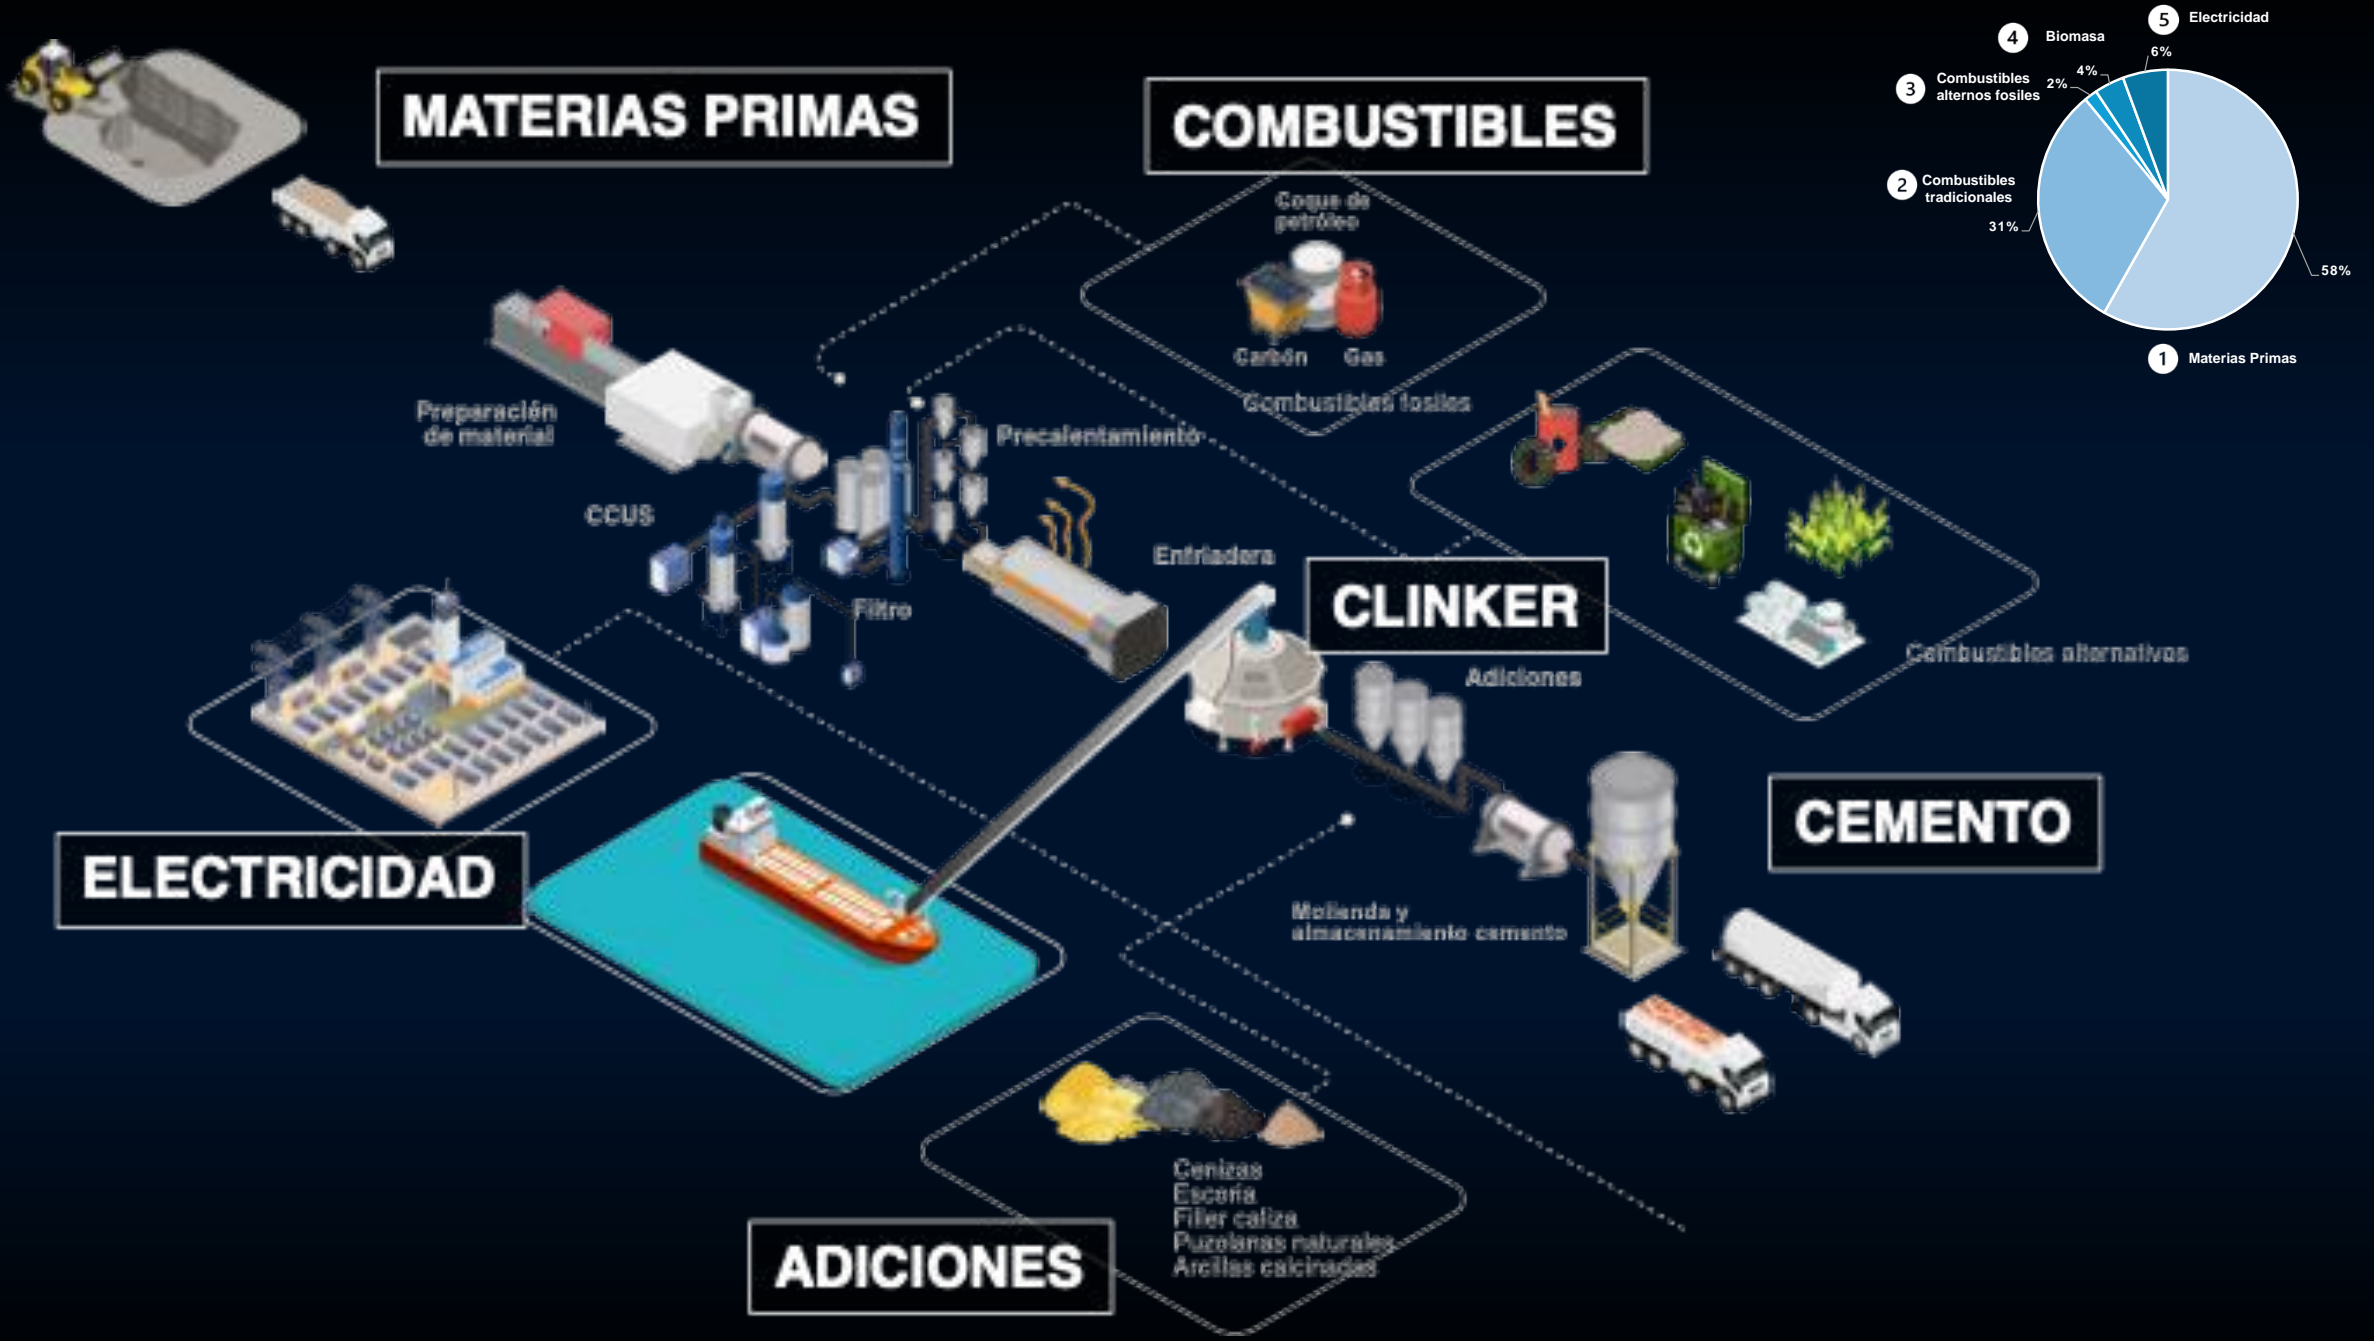 MATERIAS PRIMAS
COMBUSTIBLES
5 Electricidad
6%
4 Biomasa
4%
3 Combustibles
alternos fosiles
2%
2 Combustibles
tradicionales
31%
58%
1 Materias Primas
Coque de
petróleo
Carbón
Gas
Combustibles fosiles
Preparación
de material
Precalentamiento
CCUS
Filtro
Enfriadera
CLINKER
Adiciones
Combustibles alternativos
ELECTRICIDAD
CEMENTO
Molienda y
almacenamiento cemento
Cenizas
Escoria
Filler caliza
Puzolanas naturales
Arcillas calcinadas
ADICIONES